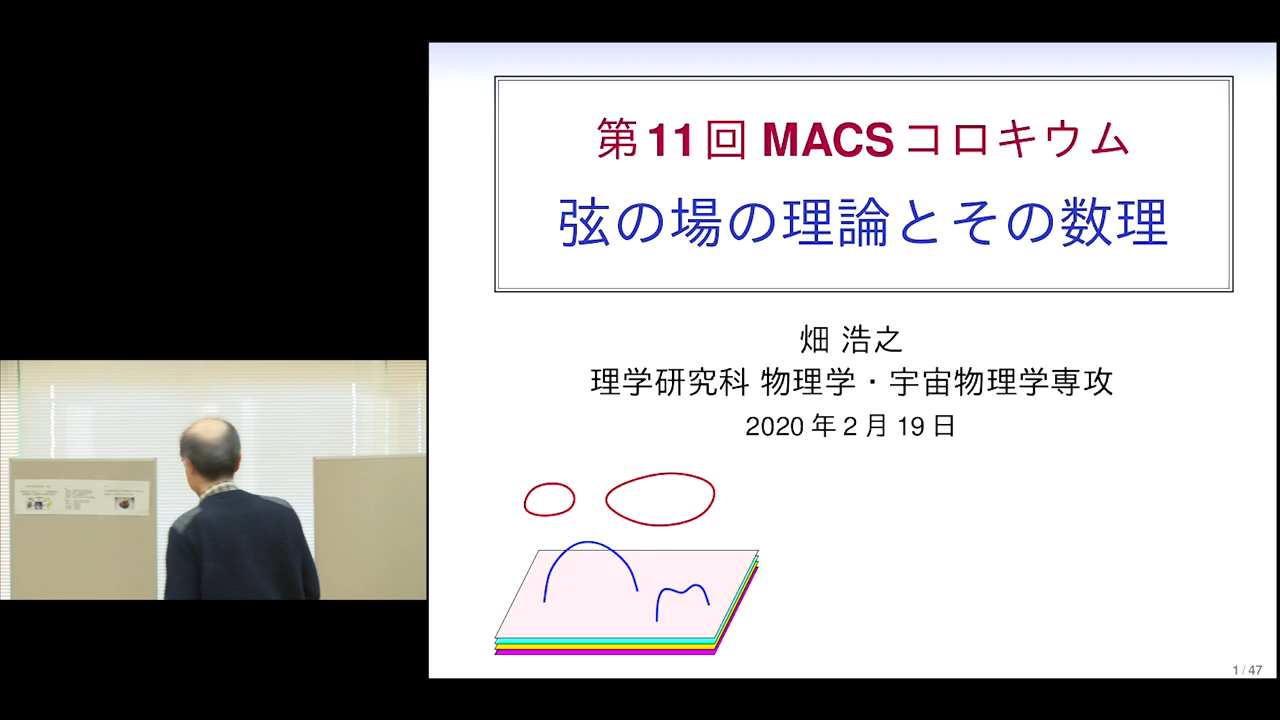 第11回 MACSコロキウム
弦の場の理論とその数理
畑 浩之
理学研究科 物理学・宇宙物理学専攻
2020年2月19日
1 / 47